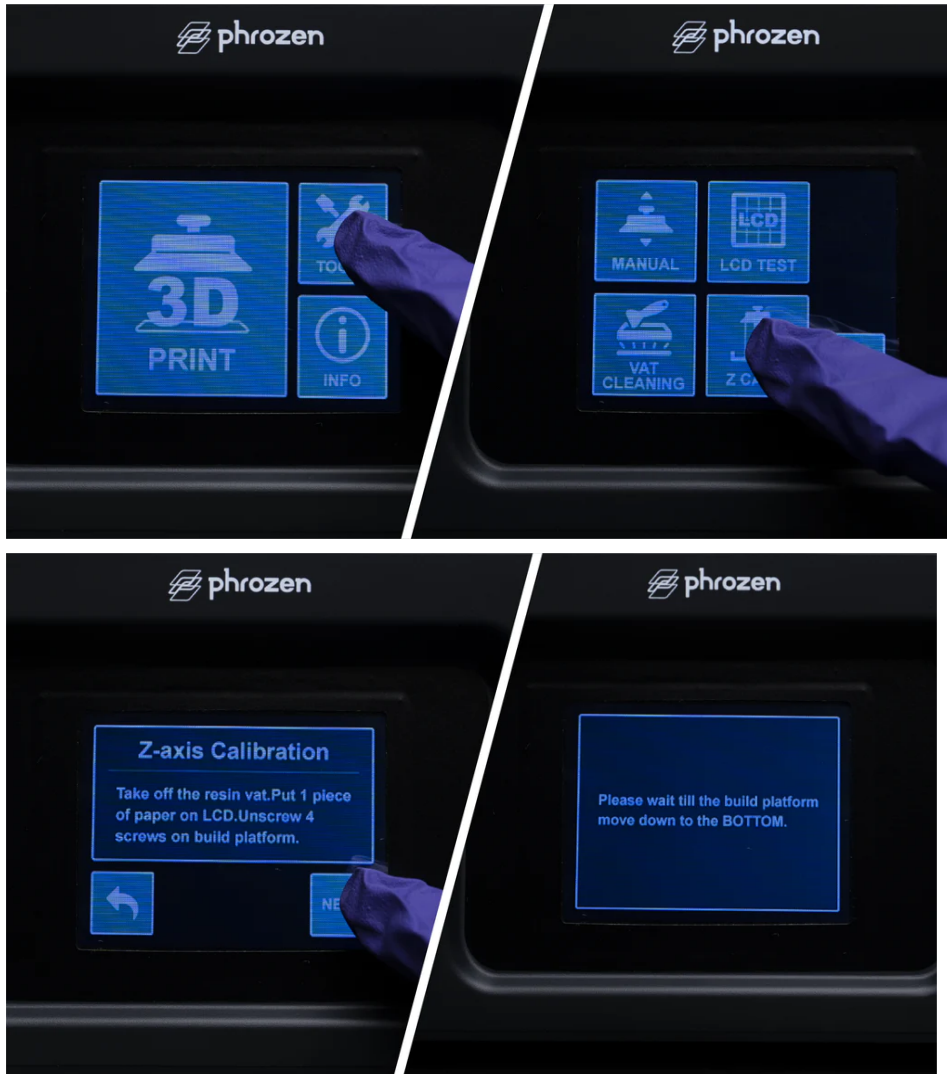 phrozen
3D
PRINT
INFO
phrozen
MANUAL
LCD
LCD TEST
VAT
CLEANING
phrozen
Z-axis Calibration
Take off the resin vat.Put 1 piece
of paper on LCD.Unscrew 4
screws on build platform.
phrozen
Please wait till the build platform
move down to the BOTTOM.